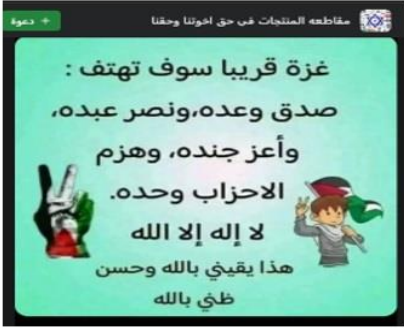 مقاطعه المنتجات فى حق اخوتنا وحقنا
+ دعوة
غزة قريبا سوف تهتف :
صدق وعده،ونصر عبده،
وأعز جنده، وهزم
الاحزاب وحده.
لا إله إلا الله
هذا يقيني بالله وحسن
ظني بالله